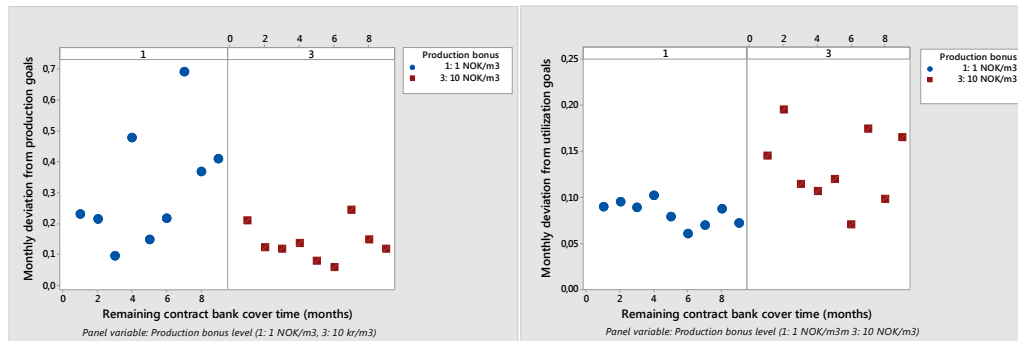 0 2 4 6 8
1 3
Production bonus
1: 1 NOK/m3
3: 10 NOK/m3
Monthly deviation from production goals
0,7
0,6
0,5
0,4
0,3
0,2
0,1
0,0
0 2 4 6 8
Remaining contract bank cover time (months)
Panel variable: Production bonus level (1: 1 NOK/m3, 3: 10 kr/m3)
0 2 4 6 8
1 3
Production bonus
1: 1 NOK/m3
3: 10 NOK/m3
Monthly deviation from utilization goals
0,25
0,20
0,15
0,10
0,05
0,00
0 2 4 6 8
Remaining contract bank cover time (months)
Panel variable: Production bonus level (1: 1 NOK/m3m 3: 10 NOK/m3)